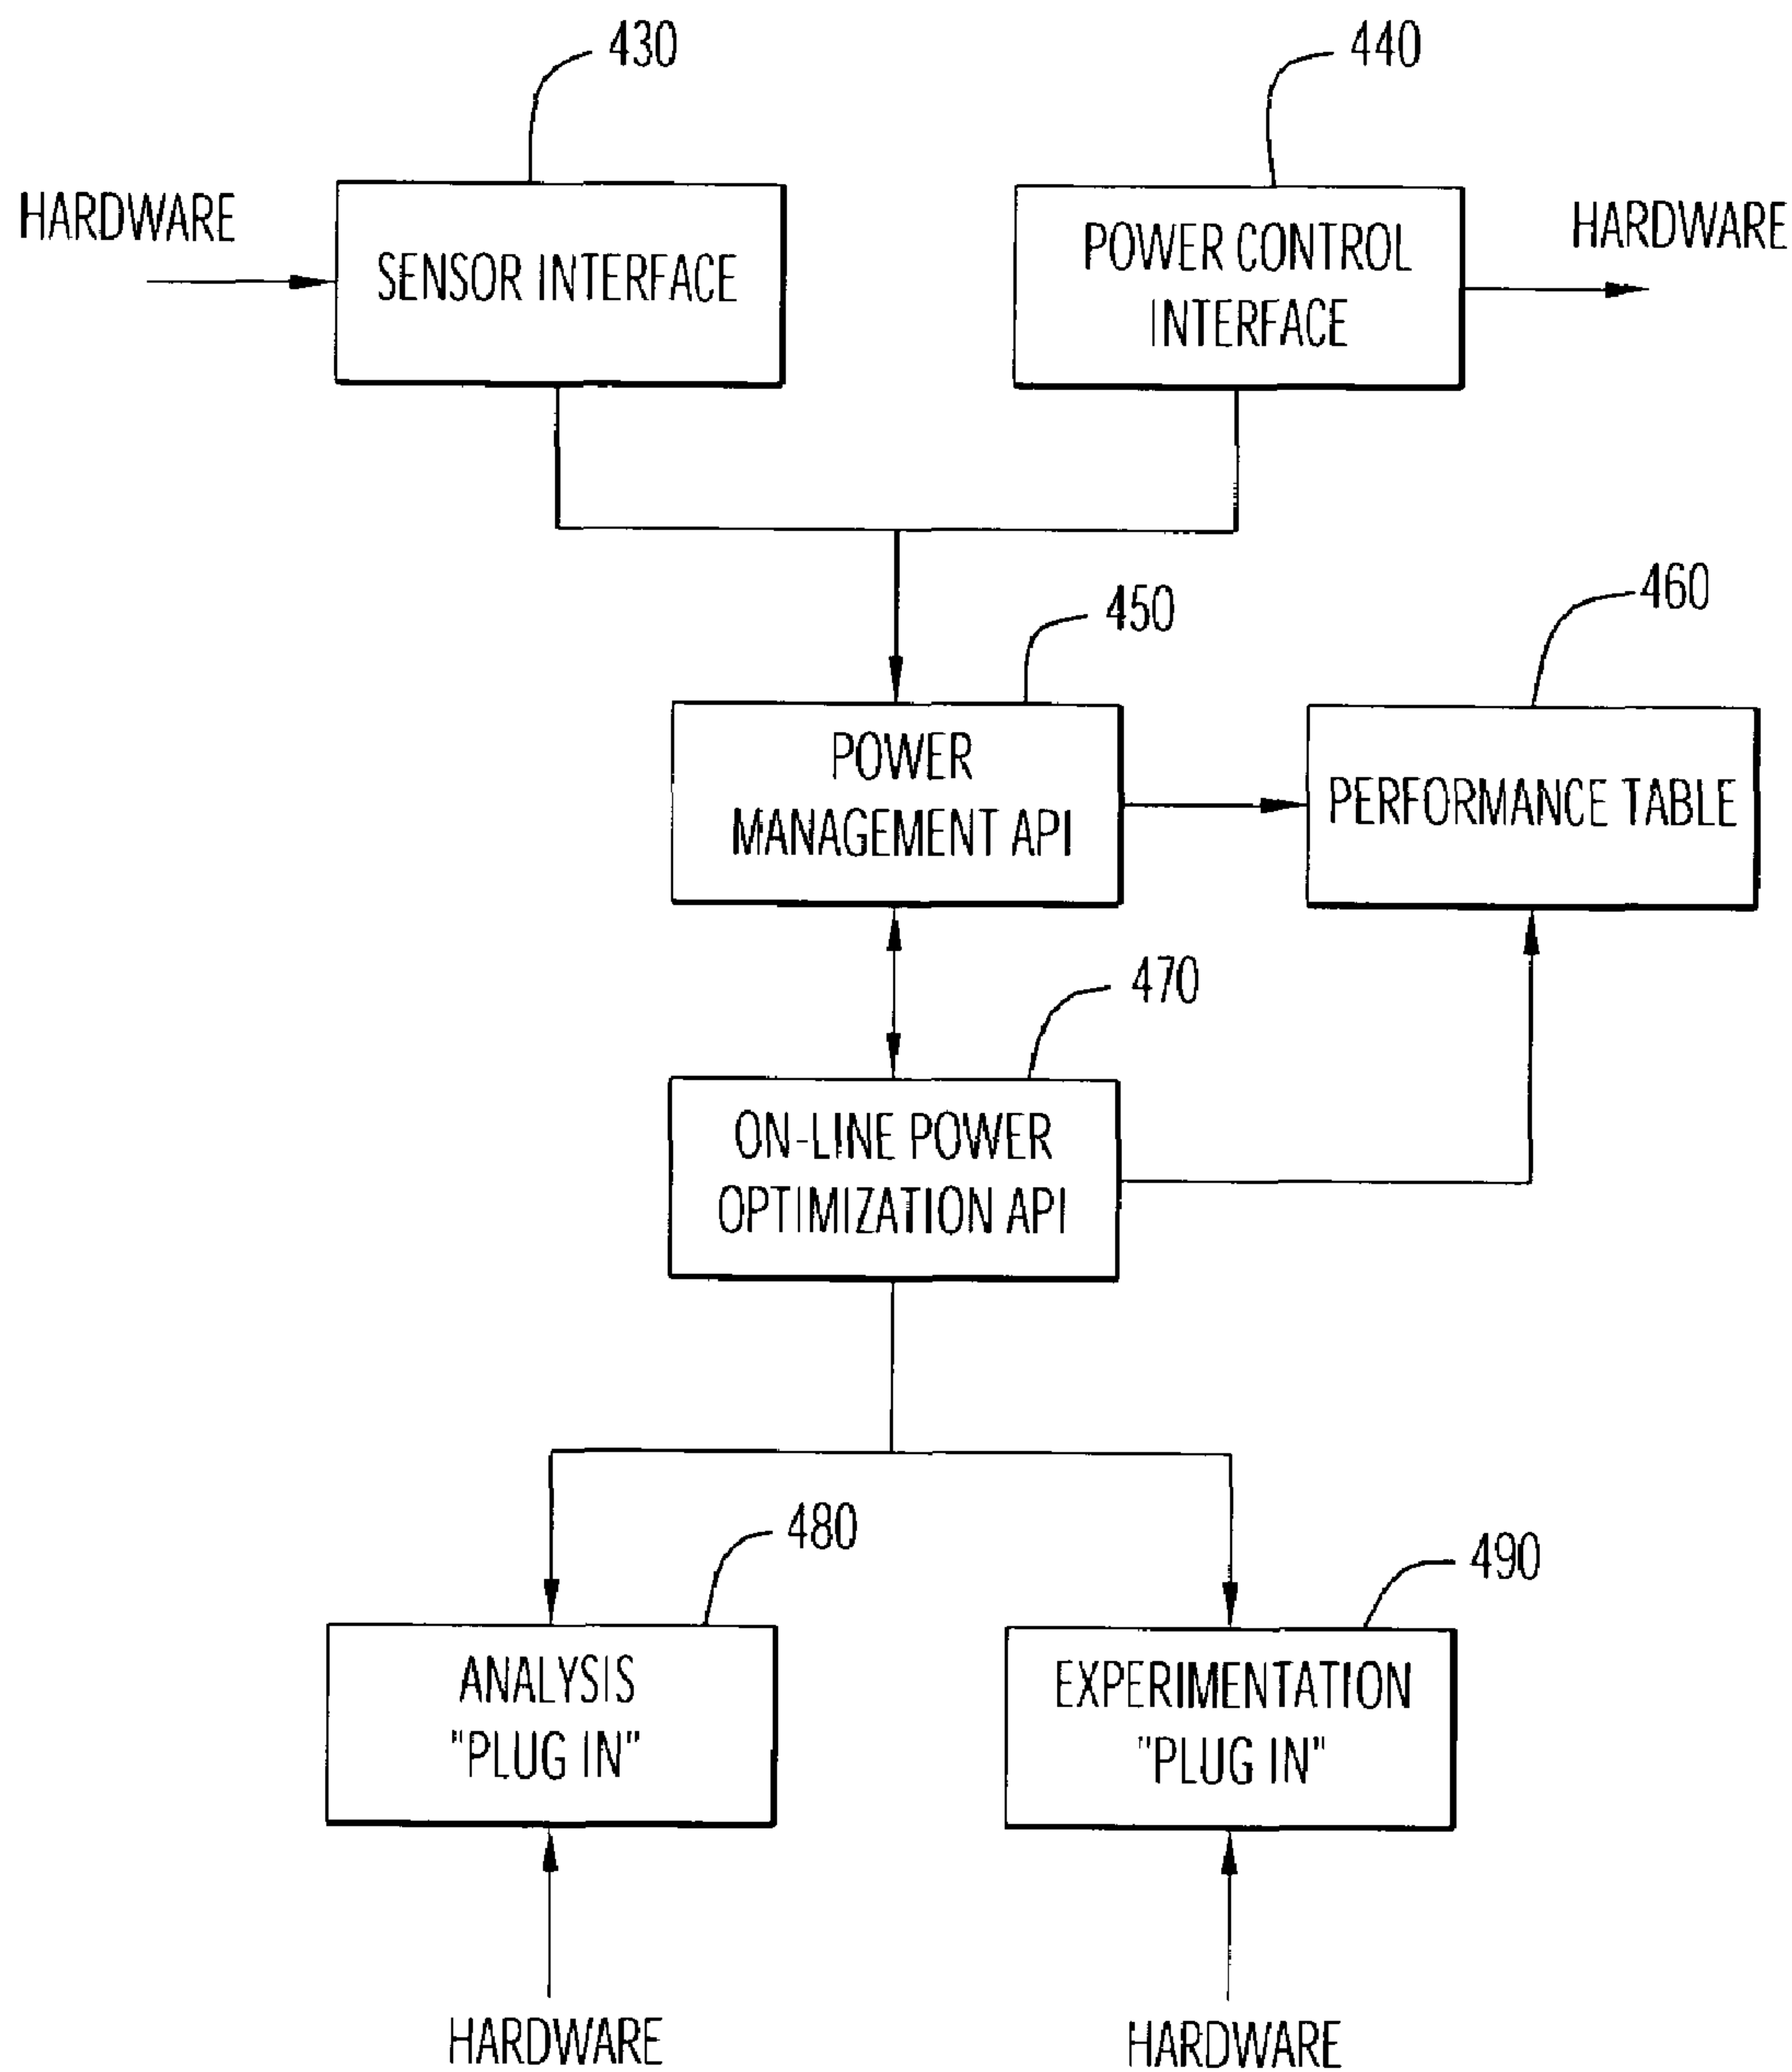 430
440
HARDWARE
SENSOR INTERFACE
POWER CONTROL
INTERFACE
HARDWARE
450
460
POWER
MANAGEMENT API
PERFORMANCE TABLE
470
ON-LINE POWER
OPTIMIZATION API
480
490
ANALYSIS
"PLUG IN"
EXPERIMENTATION
"PLUG IN"
HARDWARE
HARDWARE